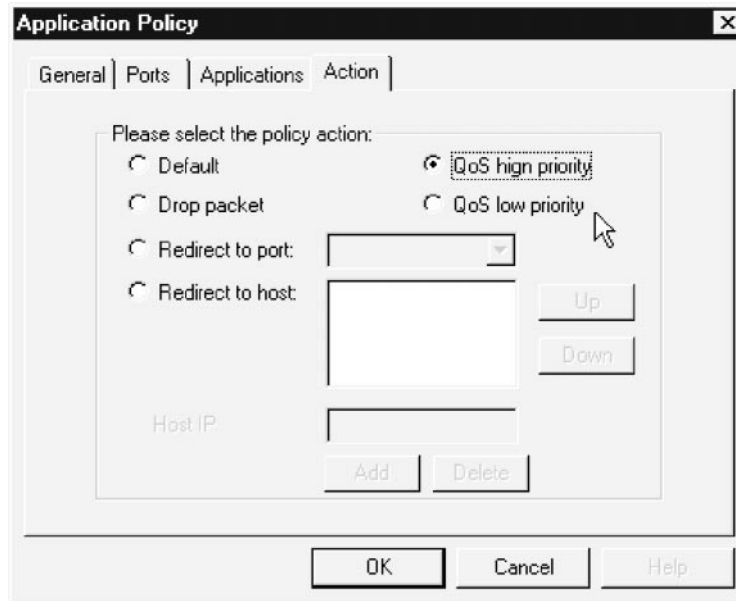 Application Policy
General Ports Applications Action
Please select the policy action:
Default QoS hign priority
Drop packet QoS low priority
Redirect to port:
Redirect to host:
Up
Down
Host IP
Add Delete
OK Cancel Help